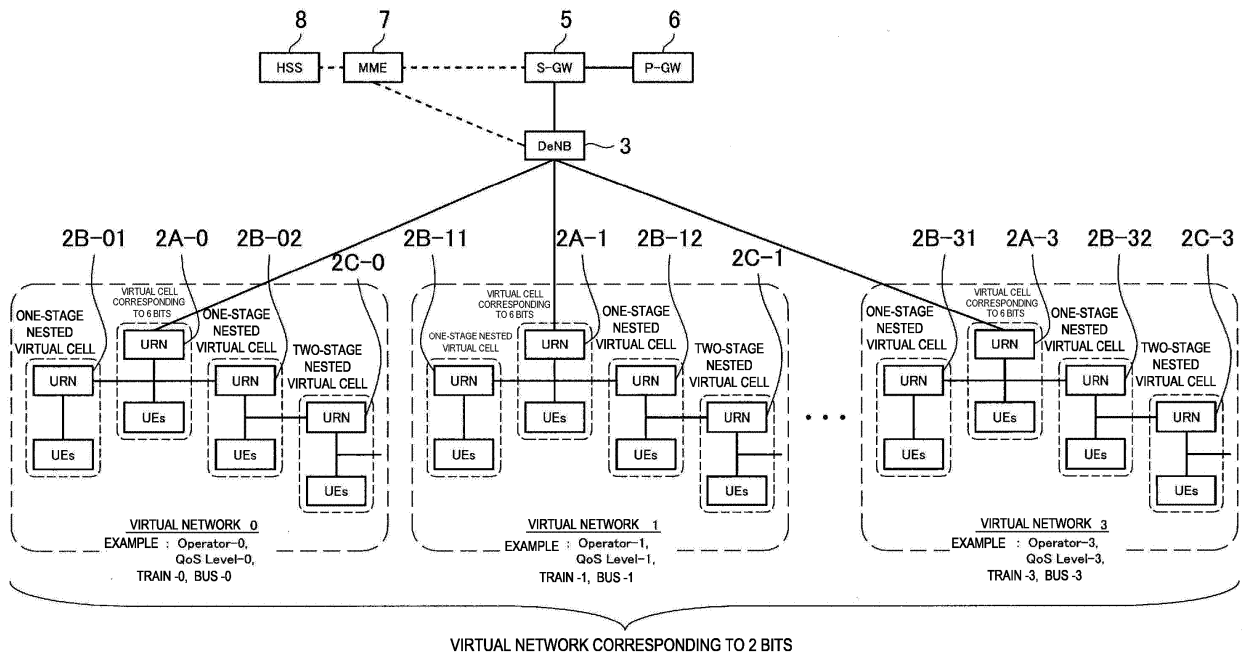 8
7
5
6
HSS
MME
S-GW
P-GW
DeNB
3
2B-01
2A-0
2B-02
2C-0
2B-11
2A-1
2B-12
2C-1
2B-31
2A-3
2B-32
2C-3
VIRTUAL CELL
CORRESPONDING
TO 6 BITS
ONE-STAGE
NESTED
VIRTUAL CELL
URN
ONE-STAGE
NESTED
VIRTUAL CELL
TWO-STAGE
NESTED
VIRTUAL CELL
URN
URN
URN
UEs
UEs
UEs
UEs
VIRTUAL NETWORK 0
EXAMPLE : Operator-0,
QoS Level-0,
TRAIN -0, BUS -0
VIRTUAL CELL
CORRESPONDING
TO 6 BITS
ONE-STAGE NESTED
VIRTUAL CELL
URN
ONE-STAGE
NESTED
VIRTUAL CELL
TWO-STAGE
NESTED
VIRTUAL CELL
URN
URN
URN
UEs
UEs
UEs
UEs
VIRTUAL NETWORK 1
EXAMPLE : Operator-1,
QoS Level-1,
TRAIN -1, BUS -1
• • •
VIRTUAL CELL
CORRESPONDING
TO 6 BITS
ONE-STAGE
NESTED
VIRTUAL CELL
URN
ONE-STAGE
NESTED
VIRTUAL CELL
TWO-STAGE
NESTED
VIRTUAL CELL
URN
URN
URN
UEs
UEs
UEs
UEs
VIRTUAL NETWORK 3
EXAMPLE : Operator-3,
QoS Level-3,
TRAIN -3, BUS -3
VIRTUAL NETWORK CORRESPONDING TO 2 BITS